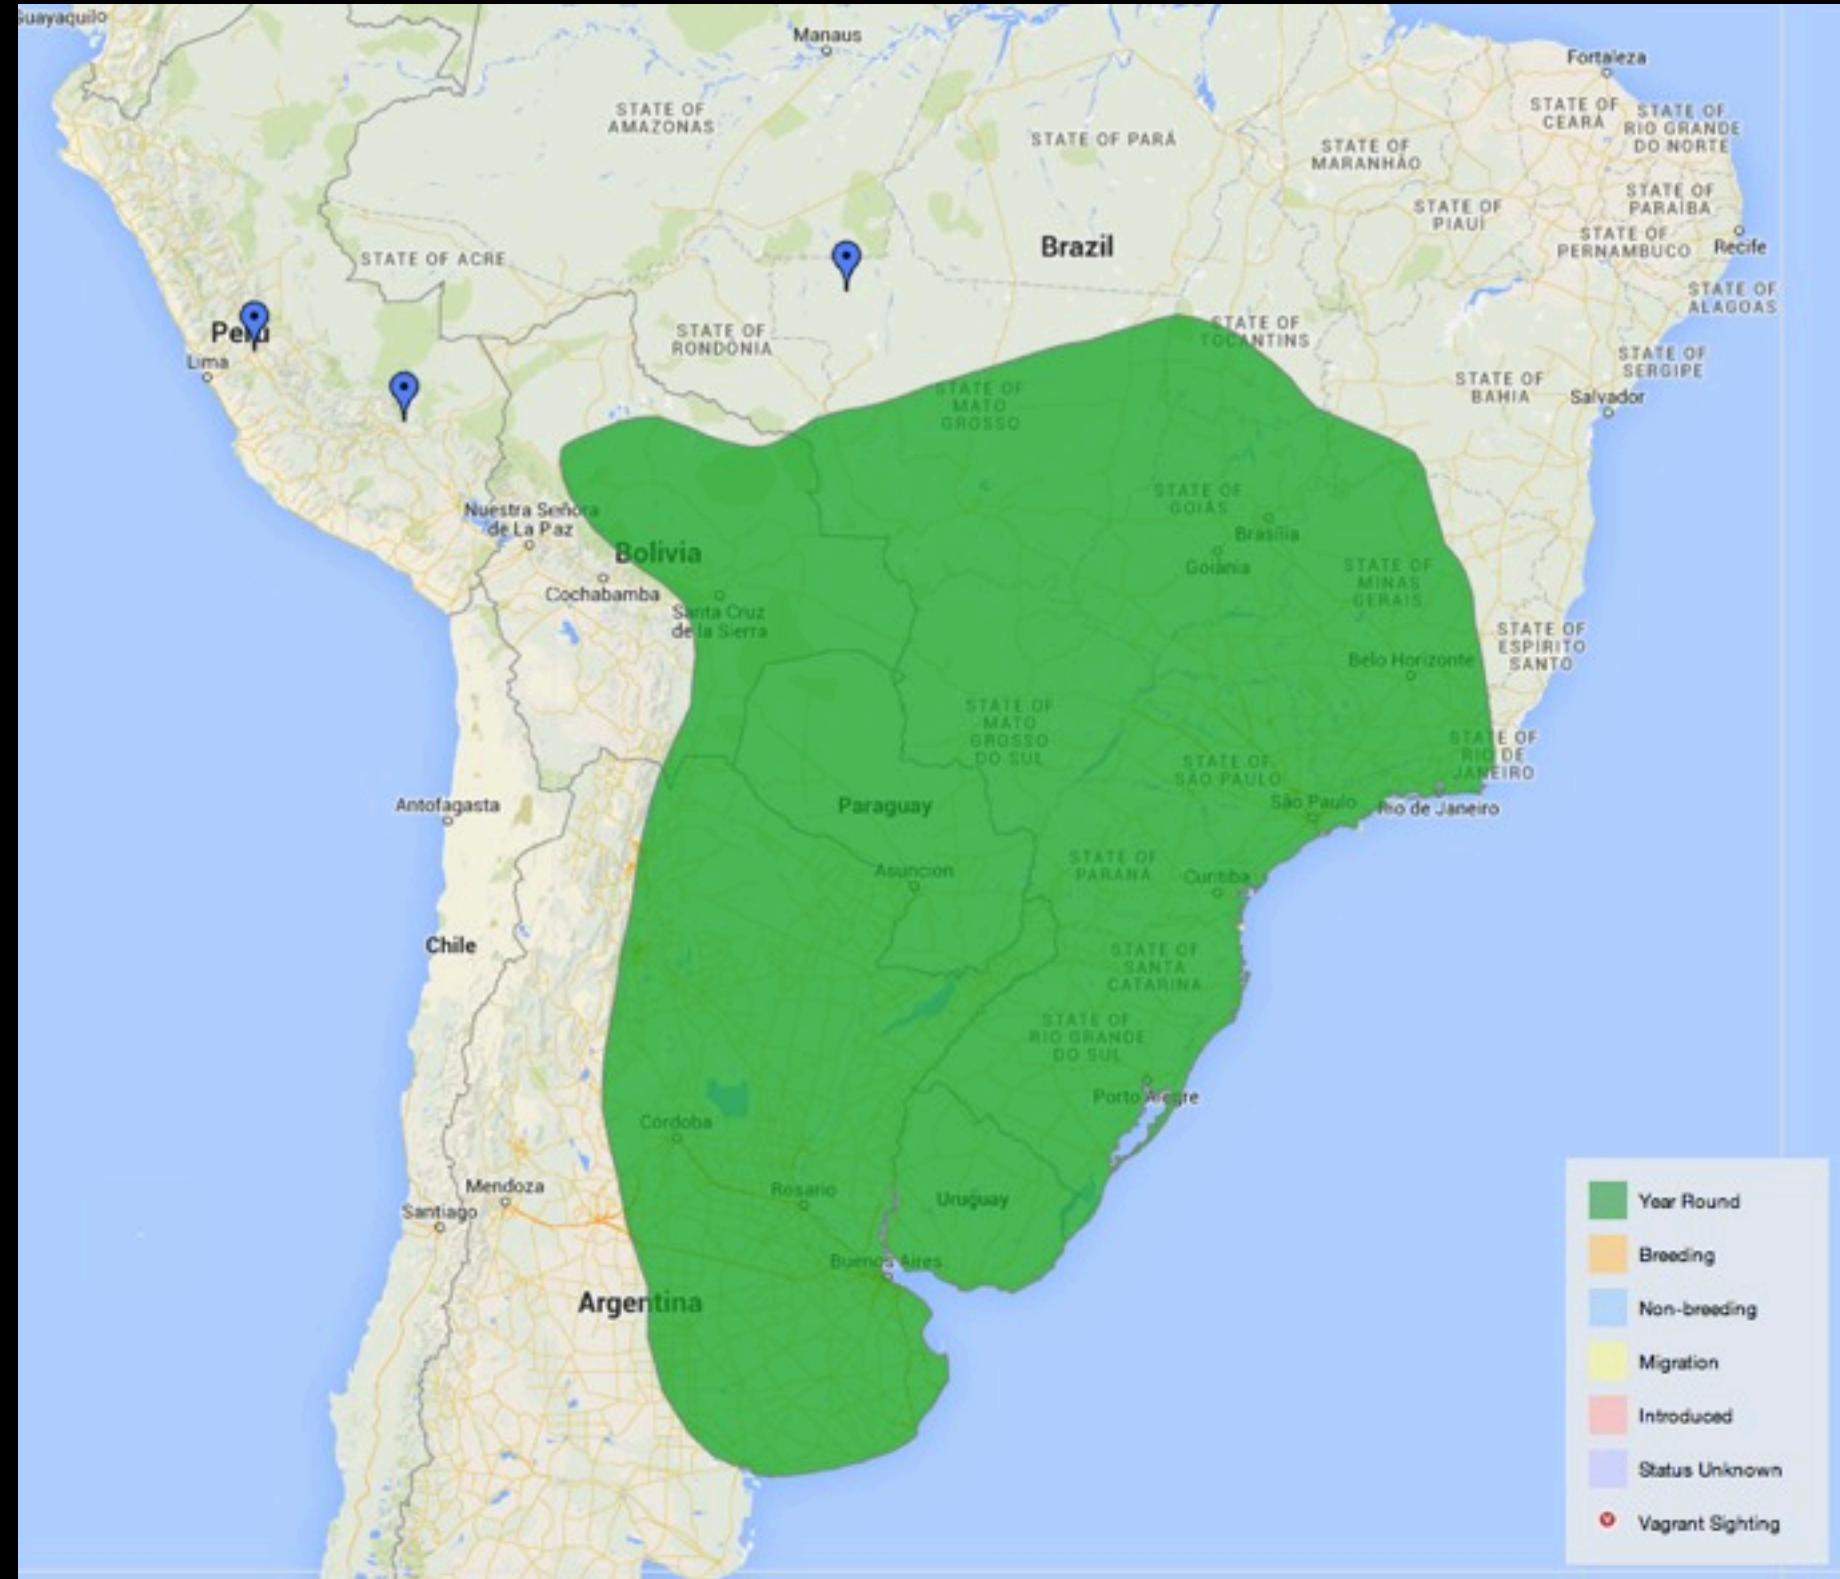 Guayaquilo
Manaus
Fortaleza
STATE OF
AMAZONAS
STATE OF PARÁ
STATE OF
CEARÁ
STATE OF
RIO GRANDE
DO NORTE
STATE OF
MARANHÃO
STATE OF
PARAÍBA
STATE OF
PIAUÍ
STATE OF
PERNAMBUCO
Recife
Brazil
STATE OF ACRE
STATE OF
ALAGOAS
Peru
Lima
STATE OF
RONDÔNIA
STATE OF
TOCANTINS
STATE OF
SERGIPE
STATE OF
MATO
GROSSO
STATE OF
BAHIA
Salvador
Nuestra Señora
de La Paz
STATE OF
GOIÁS
Brasília
Bolivia
Goiânia
STATE OF
MINAS
GERAIS
Cochabamba
Santa Cruz
de la Sierra
STATE OF
ESPÍRITO
SANTO
Belo Horizonte
STATE OF
MATO
GROSSO
DO SUL
STATE OF
RIO DE
JANEIRO
STATE OF
SÃO PAULO
Antofagasta
Paraguay
São Paulo
Rio de Janeiro
Asuncion
STATE OF
PARANÁ
Curitiba
Chile
STATE OF
SANTA
CATARINA
STATE OF
RIO GRANDE
DO SUL
Porto Alegre
Cordoba
Mendoza
Rosario
Uruguay
Santiago
Buenos Aires
Argentina
Year Round
Breeding
Non-breeding
Migration
Introduced
Status Unknown
V
Vagrant Sighting